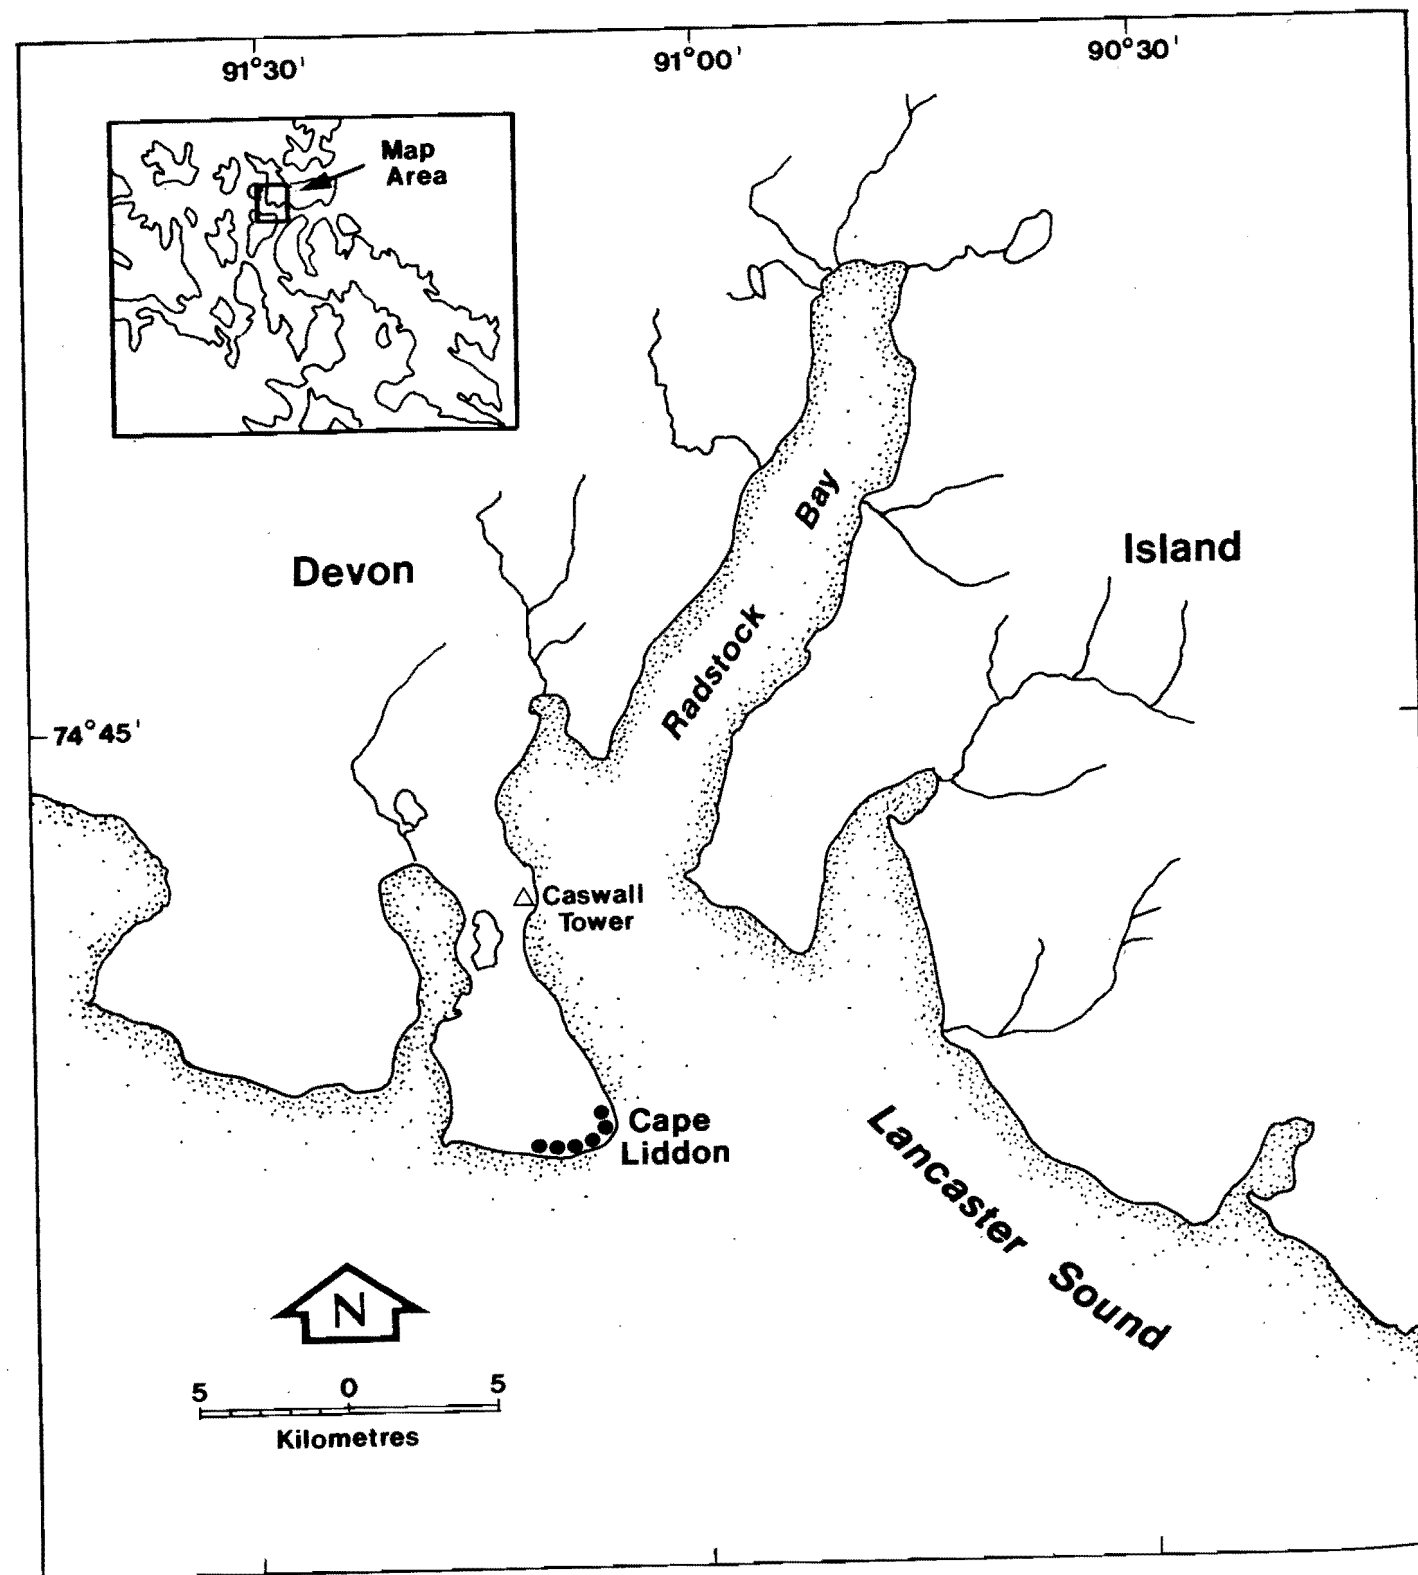 91°30'
91°00'
90°30'
Map
Area
Bay
Devon
Island
Radstock
74°45'
Caswall
Tower
Cape
Liddon
Lancaster Sound
N
5 0 5
Kilometres